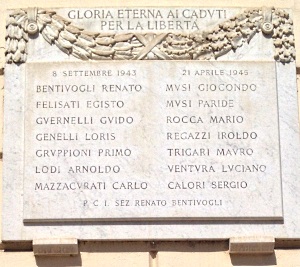 GLORIA ETERNA AI CADUTI
PER LA LIBERTÀ
8 SETTEMBRE 1943
BENTIVOGLI RENATO
FELISATI EGISTO
GVERNELLI GVIDO
GENELLI LORIS
GRVPPIONI PRIMO
LODI ARNOLDO
MAZZACVRATI CARLO
21 APRILE 1945
MVSI GIOCONDO
MVSI PARIDE
ROCCA MARIO
REGAZZI IROLDO
TRIGARI MAVRO
VENTVRA LVCIANO
CALORI SERGIO
P. C. I. SEZ RENATO BENTIVOGLI